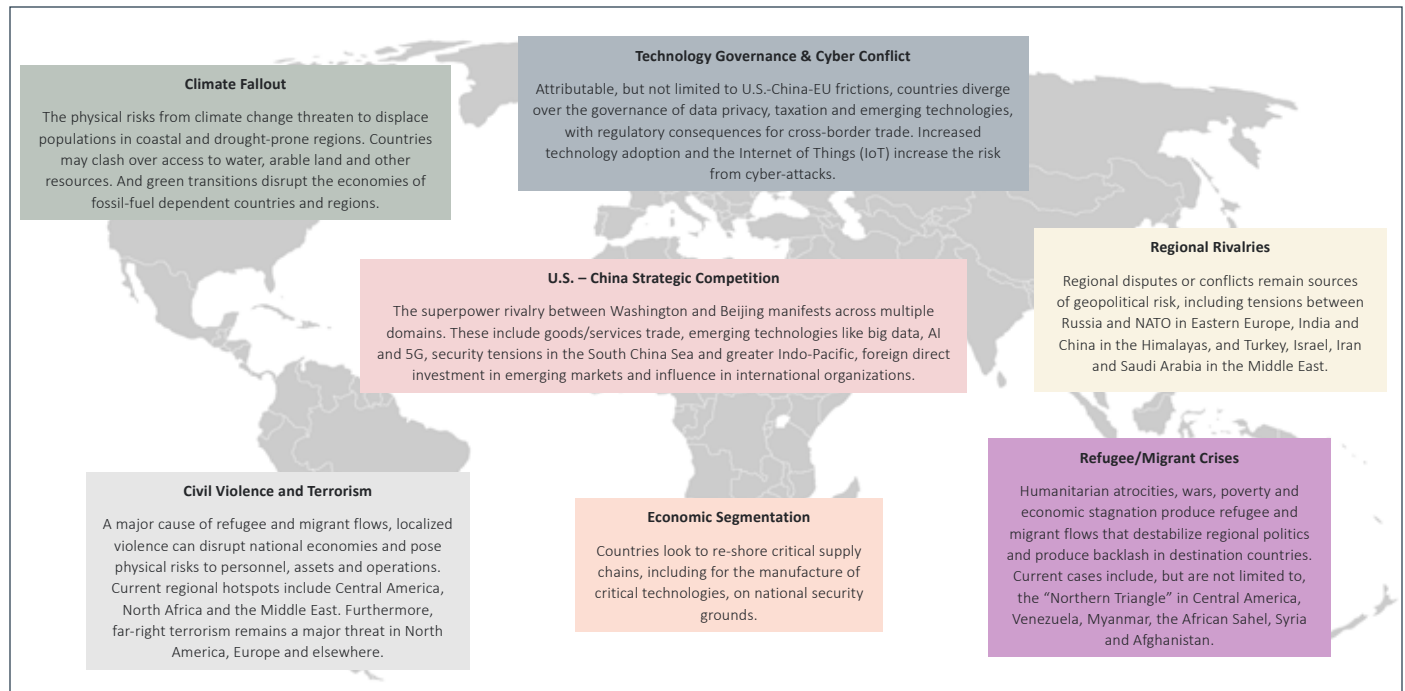 Technology Governance & Cyber Conflict
Attributable, but not limited to U.S.-China-EU frictions, countries diverge
over the governance of data privacy, taxation and emerging technologies,
with regulatory consequences for cross-border trade. Increased
technology adoption and the Internet of Things (IoT) increase the risk
from cyber-attacks.
Climate Fallout
The physical risks from climate change threaten to displace
populations in coastal and drought-prone regions. Countries
may clash over access to water, arable land and other
resources. And green transitions disrupt the economies of
fossil-fuel dependent countries and regions.
Regional Rivalries
Regional disputes or conflicts remain sources
of geopolitical risk, including tensions between
Russia and NATO in Eastern Europe, India and
China in the Himalayas, and Turkey, Israel, Iran
and Saudi Arabia in the Middle East.
U.S. – China Strategic Competition
The superpower rivalry between Washington and Beijing manifests across multiple
domains. These include goods/services trade, emerging technologies like big data, AI
and 5G, security tensions in the South China Sea and greater Indo-Pacific, foreign direct
investment in emerging markets and influence in international organizations.
Refugee/Migrant Crises
Humanitarian atrocities, wars, poverty and
economic stagnation produce refugee and
migrant flows that destabilize regional politics
and produce backlash in destination countries.
Current cases include, but are not limited to,
the “Northern Triangle” in Central America,
Venezuela, Myanmar, the African Sahel, Syria
and Afghanistan.
Civil Violence and Terrorism
A major cause of refugee and migrant flows, localized
violence can disrupt national economies and pose
physical risks to personnel, assets and operations.
Current regional hotspots include Central America,
North Africa and the Middle East. Furthermore,
far-right terrorism remains a major threat in North
America, Europe and elsewhere.
Economic Segmentation
Countries look to re-shore critical supply
chains, including for the manufacture of
critical technologies, on national security
grounds.